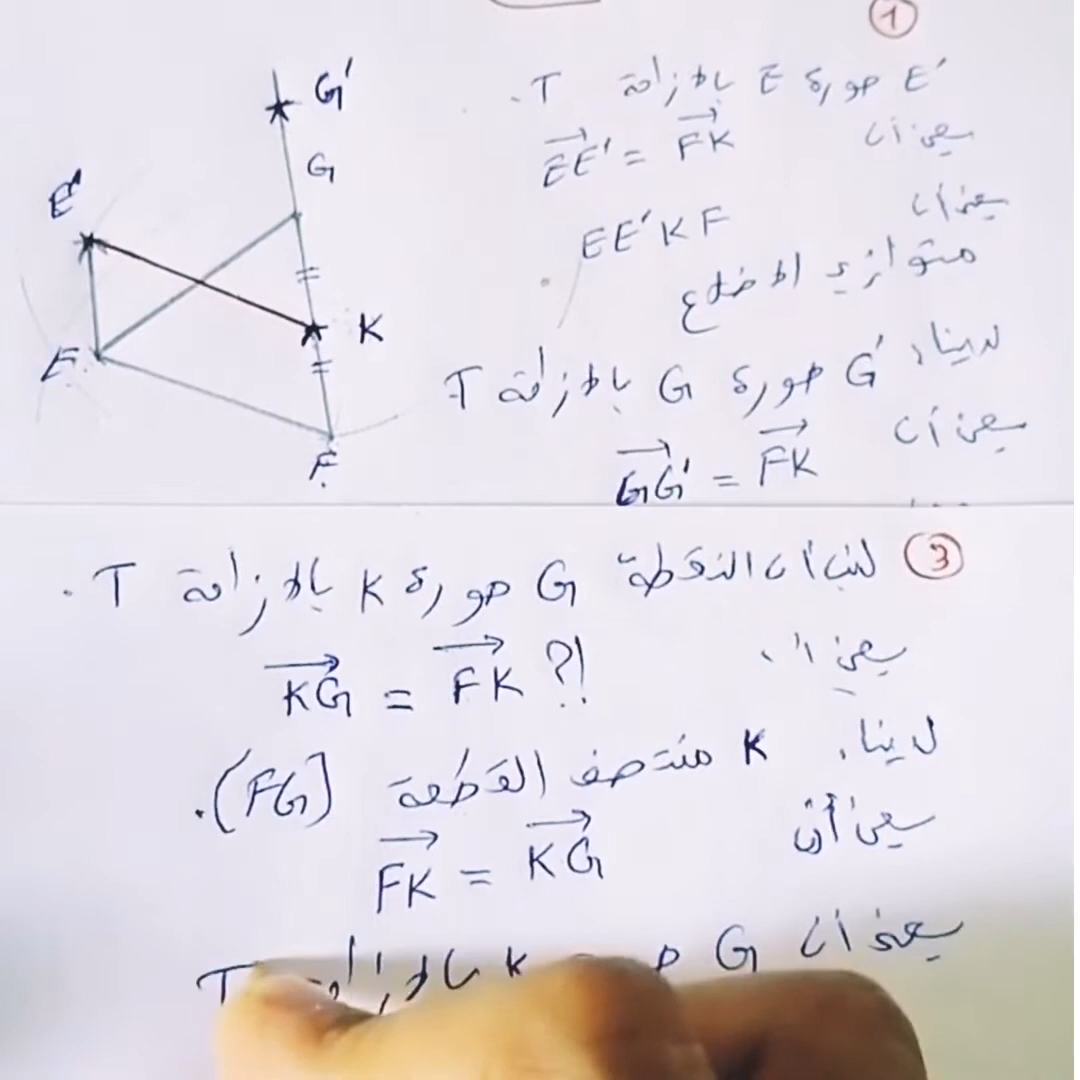 1
E' صورة E بالإزاحة T.
يعني أن
EE' = FK
يعني أن
EE'KF
متوازي الأضلاع
لدينا، G' صورة G بالإزاحة T
يعني أن
GG' = FK
G'
G
E'
K
E
F
3 لنبين أن النقطة G صورة K بالإزاحة T.
يعني أن
KG = FK ?!
لدينا، K منتصف القطعة [FG].
يعني أن
FK = KG
يعني أن G K بالإزاحة T